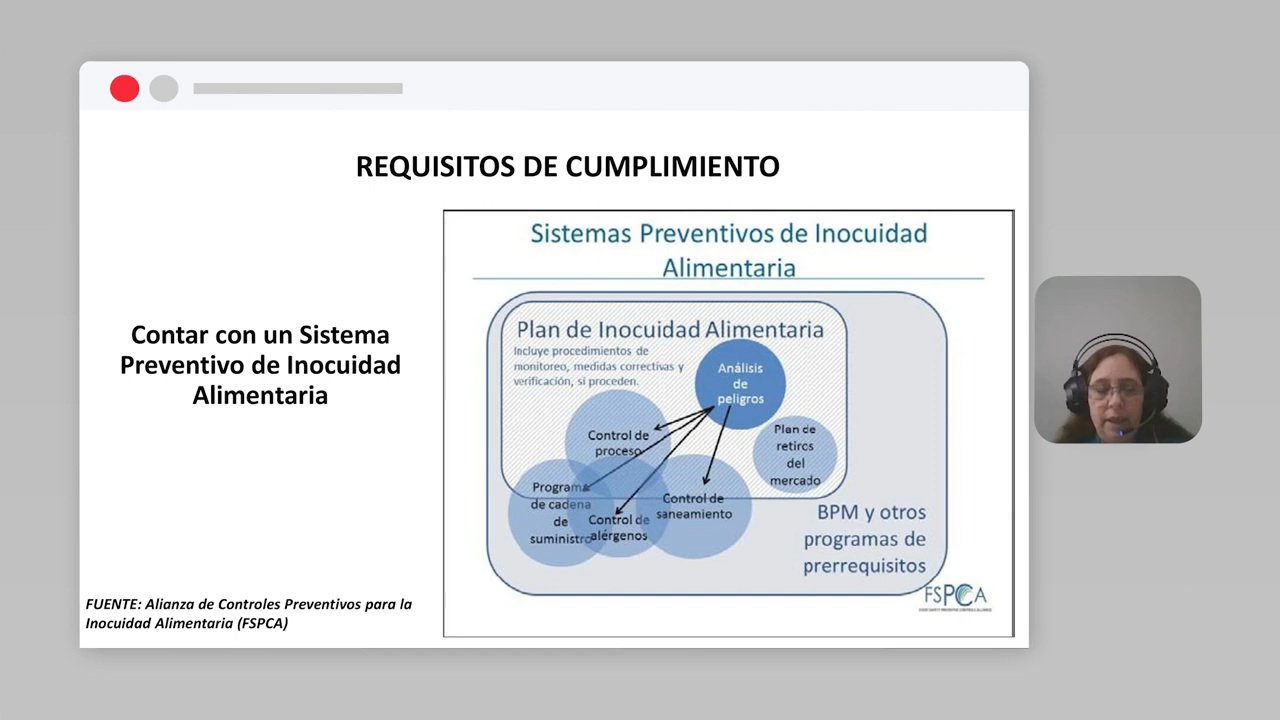 REQUISITOS DE CUMPLIMIENTO
Contar con un Sistema
Preventivo de Inocuidad
Alimentaria
FUENTE: Alianza de Controles Preventivos para la
Inocuidad Alimentaria (FSPCA)
Sistemas Preventivos de Inocuidad
Alimentaria
Plan de Inocuidad Alimentaria
Incluye procedimientos de
monitoreo, medidas correctivas y
verificación, si proceden.
Análisis
de
peligros
Control de
proceso
Plan de
retiros
del
mercado
Programa
de cadena
de
suministro
Control de
alérgenos
Control de
saneamiento
BPM y otros
programas de
prerrequisitos
FSPCA